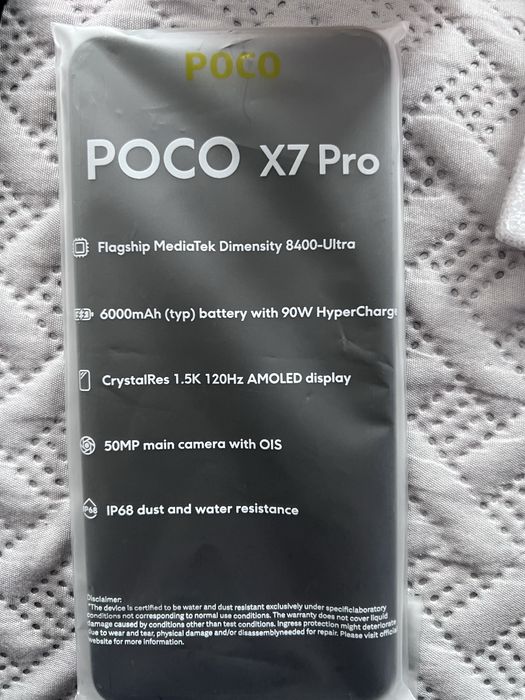 POCO
POCO X7 Pro
Flagship MediaTek Dimensity 8400-Ultra
6000mAh (typ) battery with 90W HyperCharge
CrystalRes 1.5K 120Hz AMOLED display
50MP main camera with OIS
IP68
IP68 dust and water resistance
Disclaimer:
*The device is certified to be water and dust resistant exclusively under specificlaboratory
conditions not corresponding to normal use conditions. The warranty does not cover liquid
damage caused by conditions other than test conditions. Ingress protection might deteriorate
due to wear and tear, physical damage and/or disassemblyneeded for repair. Please visit official
website for more information.